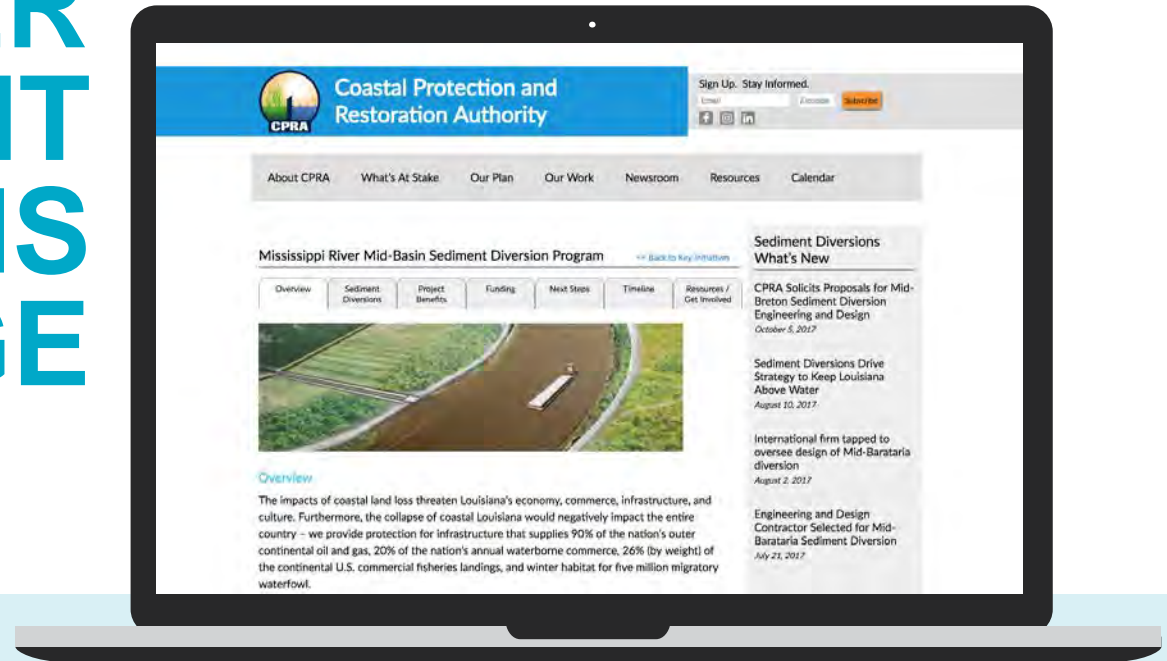 ER
NT
NS
GE
Coastal Protection and
Restoration Authority
CPRA
Sign Up. Stay Informed.
Email
Subscribe
About CPRA What's At Stake Our Plan Our Work Newsroom Resources Calendar
Mississippi River Mid-Basin Sediment Diversion Program << Back to Key Initiatives
Overview Sediment Diversions Project Benefits Funding Next Steps Timeline Resources / Get Involved
Overview
The impacts of coastal land loss threaten Louisiana's economy, commerce, infrastructure, and
culture. Furthermore, the collapse of coastal Louisiana would negatively impact the entire
country – we provide protection for infrastructure that supplies 90% of the nation's outer
continental oil and gas, 20% of the nation's annual waterborne commerce, 26% (by weight) of
the continental U.S. commercial fisheries landings, and winter habitat for five million migratory
waterfowl.
Sediment Diversions
What's New
CPRA Solicits Proposals for Mid-
Breton Sediment Diversion
Engineering and Design
October 5, 2017
Sediment Diversions Drive
Strategy to Keep Louisiana
Above Water
August 10, 2017
International firm tapped to
oversee design of Mid-Barataria
diversion
August 2, 2017
Engineering and Design
Contractor Selected for Mid-
Barataria Sediment Diversion
July 21, 2017